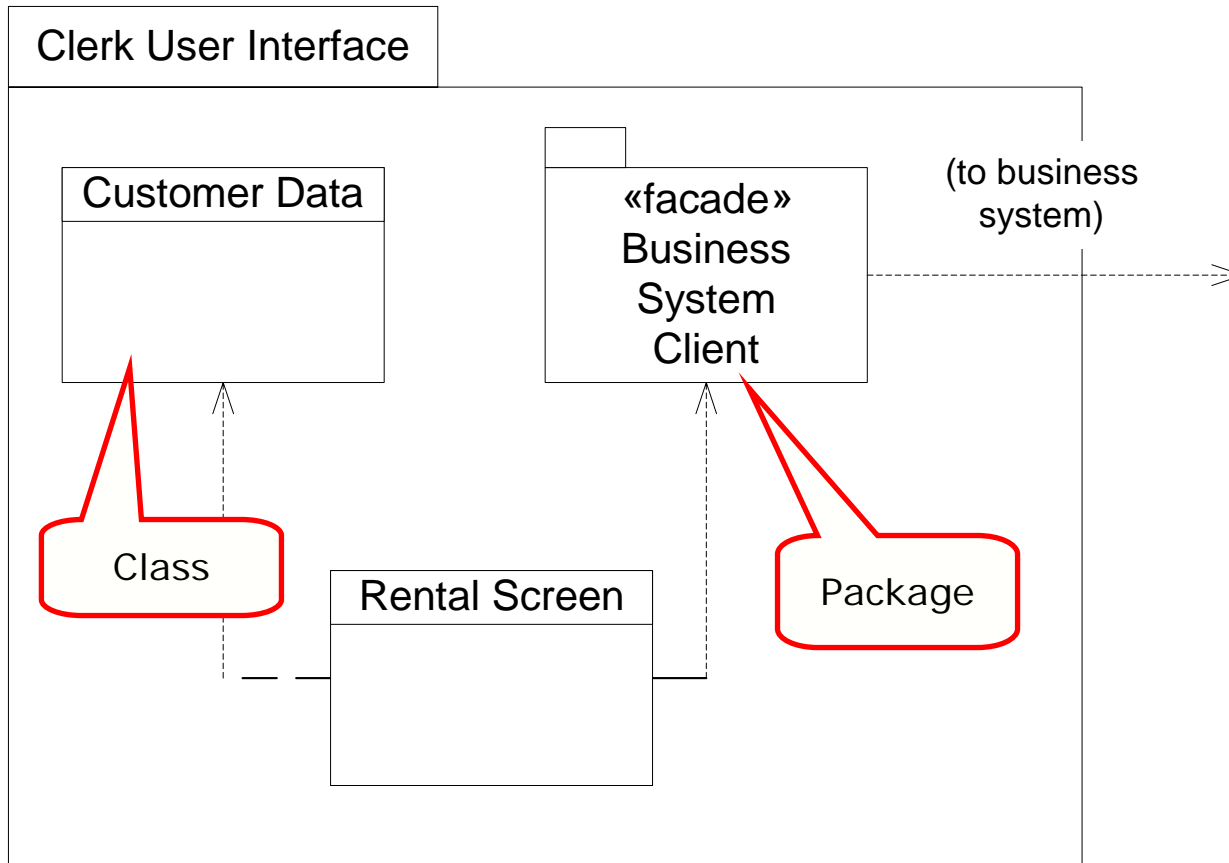 Clerk User Interface
Customer Data
«facade»
Business
System
Client
(to business
system)
Class
Rental Screen
Package